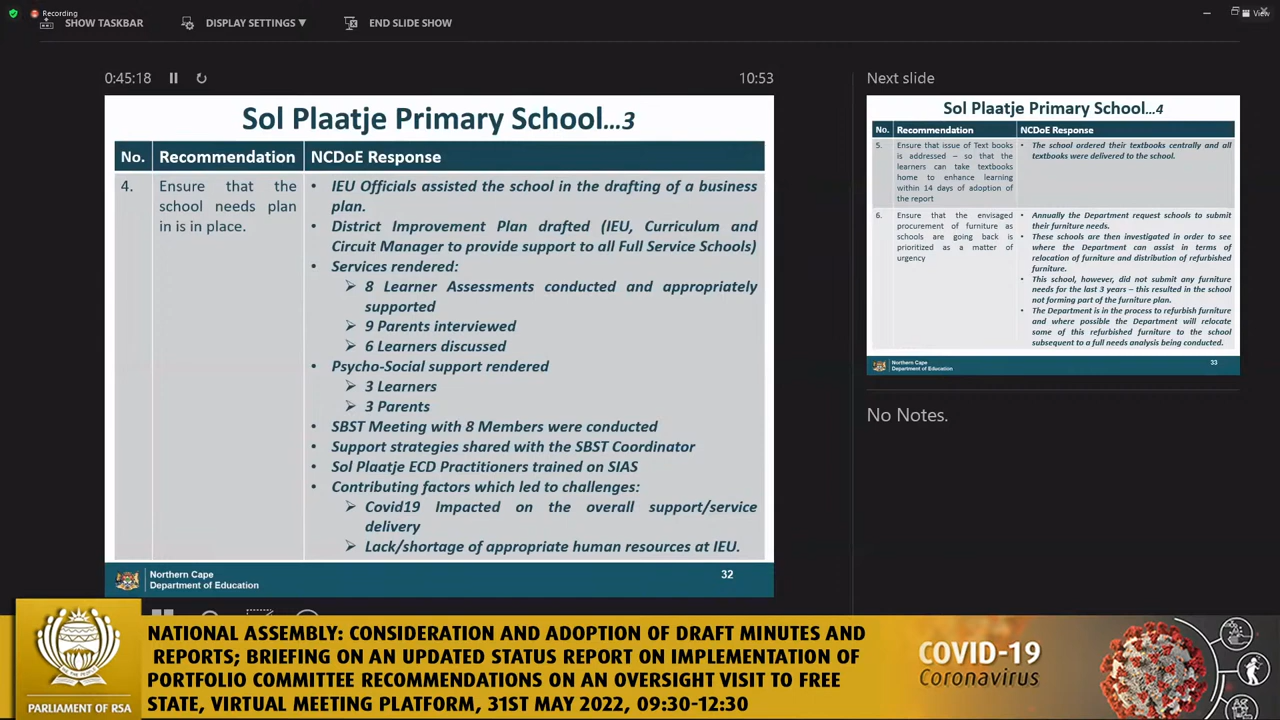 Recording
SHOW TASKBAR
DISPLAY SETTINGS ▼
END SLIDE SHOW
View
0:45:18
10:53
Sol Plaatje Primary School...3
No. Recommendation NCDoE Response
4. Ensure that the school needs plan in is in place.
• IEU Officials assisted the school in the drafting of a business
plan.
• District Improvement Plan drafted (IEU, Curriculum and
Circuit Manager to provide support to all Full Service Schools)
• Services rendered:
➢ 8 Learner Assessments conducted and appropriately
supported
➢ 9 Parents interviewed
➢ 6 Learners discussed
• Psycho-Social support rendered
➢ 3 Learners
➢ 3 Parents
• SBST Meeting with 8 Members were conducted
• Support strategies shared with the SBST Coordinator
• Sol Plaatje ECD Practitioners trained on SIAS
• Contributing factors which led to challenges:
➢ Covid19 Impacted on the overall support/service
delivery
➢ Lack/shortage of appropriate human resources at IEU.
Northern Cape
Department of Education
32
Next slide
Sol Plaatje Primary School...4
No. Recommendation NCDoE Response
5. Ensure that issue of Text books
is addressed – so that the
learners can take textbooks
home to enhance learning
within 14 days of adoption of
the report
• The school ordered their textbooks centrally and all
textbooks were delivered to the school.
6. Ensure that the envisaged
procurement of furniture as
schools are going back is
prioritized as a matter of
urgency
• Annually the Department request schools to submit
their furniture needs.
• These schools are then investigated in order to see
where the Department can assist in terms of
relocation of furniture and distribution of refurbished
furniture.
• This school, however, did not submit any furniture
needs for the last 3 years – this resulted in the school
not forming part of the furniture plan.
• The Department is in the process to refurbish furniture
and where possible the Department will relocate
some of this refurbished furniture to the school
subsequent to a full needs analysis being conducted.
Northern Cape
Department of Education
33
No Notes.
PARLIAMENT OF RSA
NATIONAL ASSEMBLY: CONSIDERATION AND ADOPTION OF DRAFT MINUTES AND
REPORTS; BRIEFING ON AN UPDATED STATUS REPORT ON IMPLEMENTATION OF
PORTFOLIO COMMITTEE RECOMMENDATIONS ON AN OVERSIGHT VISIT TO FREE
STATE, VIRTUAL MEETING PLATFORM, 31ST MAY 2022, 09:30-12:30
COVID-19
Coronavirus